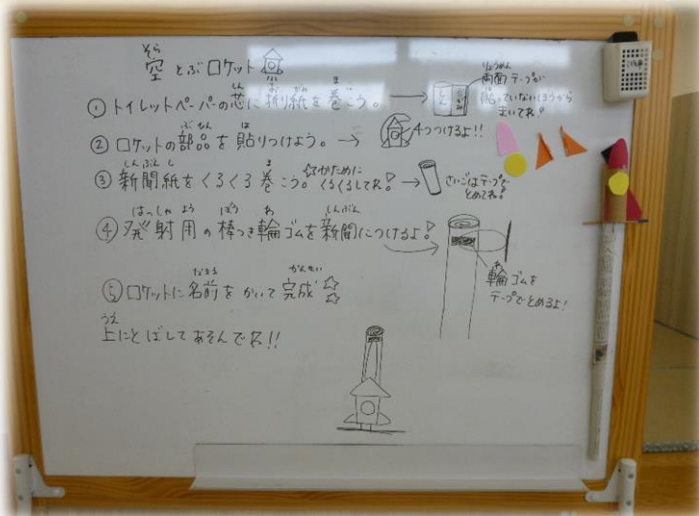 空とぶロケット
①トイレットペーパーの芯に折り紙を巻こう。→
両面テープが
貼っていないほうから
まいてね!
②ロケットの部品を貼りつけよう。→ 4つつけるよ!!
③新聞紙をくるくる巻こう。☆かために
くるくるしてね! → さいごはテープで
とめてね!
④発射用の棒つき輪ゴムを新聞につけるよ!
輪ゴムを
テープでとめるよ!
⑤ロケットに名前をかいて完成☆☆
上にとばしてあそんでネ!!